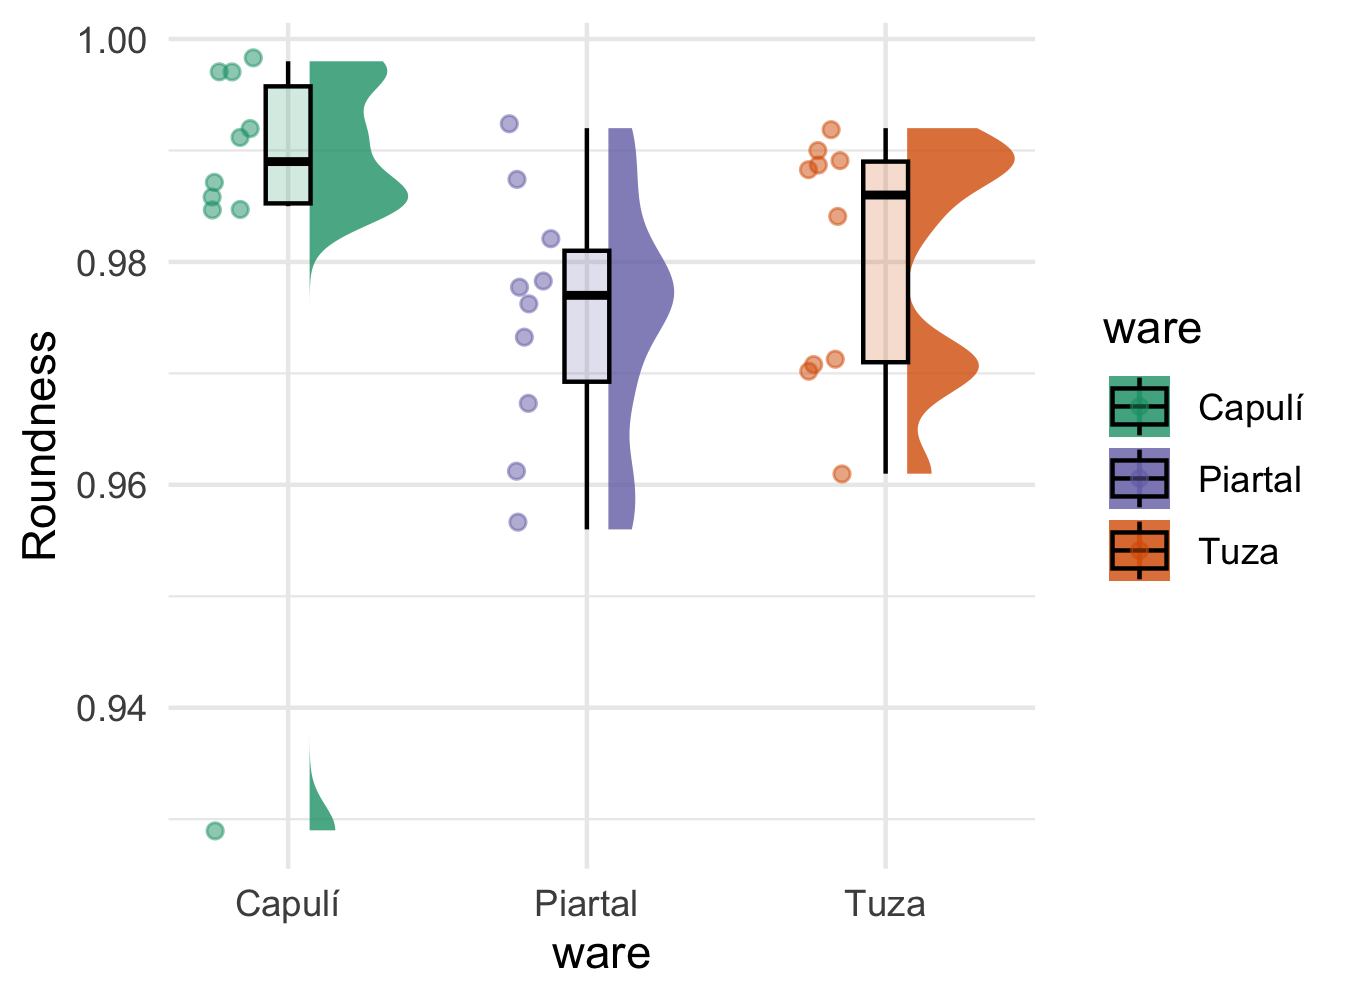 1.00
0.98
0.96
0.94
Roundness
Capulí
Piartal
Tuza
ware
ware
Capulí
Piartal
Tuza